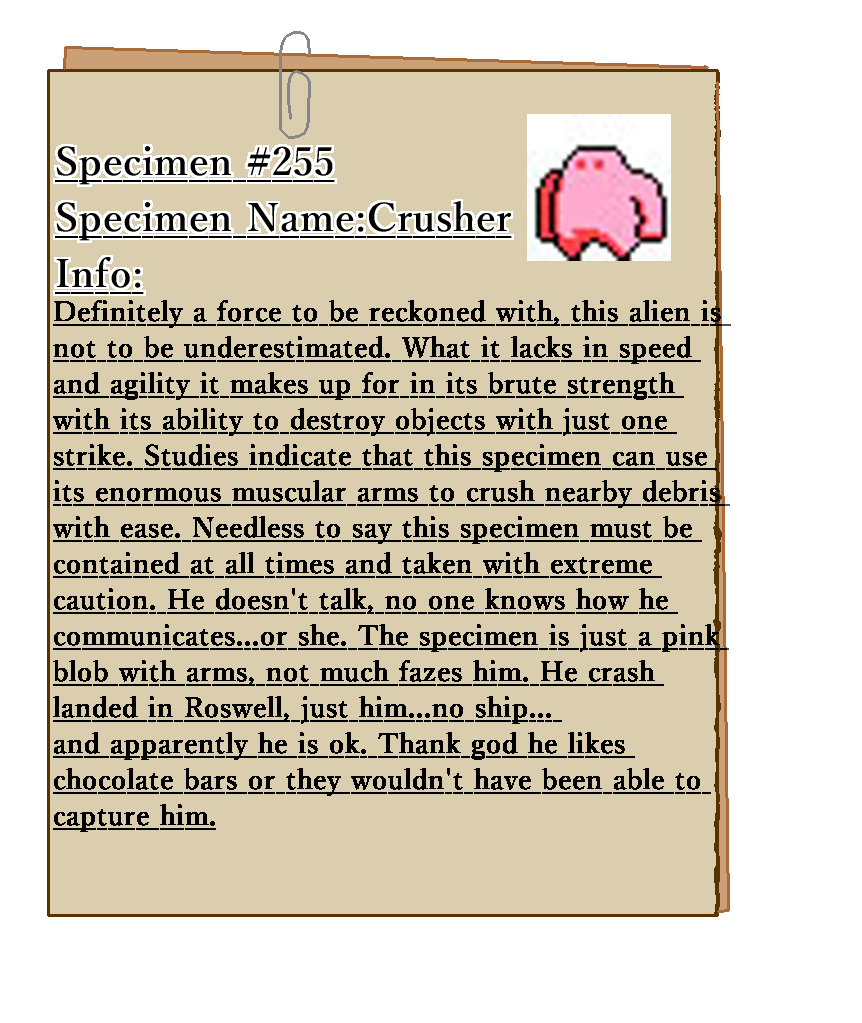 Specimen #255
Specimen Name:Crusher
Info:
Definitely a force to be reckoned with, this alien is
not to be underestimated. What it lacks in speed
and agility it makes up for in its brute strength
with its ability to destroy objects with just one
strike. Studies indicate that this specimen can use
its enormous muscular arms to crush nearby debris
with ease. Needless to say this specimen must be
contained at all times and taken with extreme
caution. He doesn't talk, no one knows how he
communicates...or she. The specimen is just a pink
blob with arms, not much fazes him. He crash
landed in Roswell, just him...no ship...
and apparently he is ok. Thank god he likes
chocolate bars or they wouldn't have been able to
capture him.